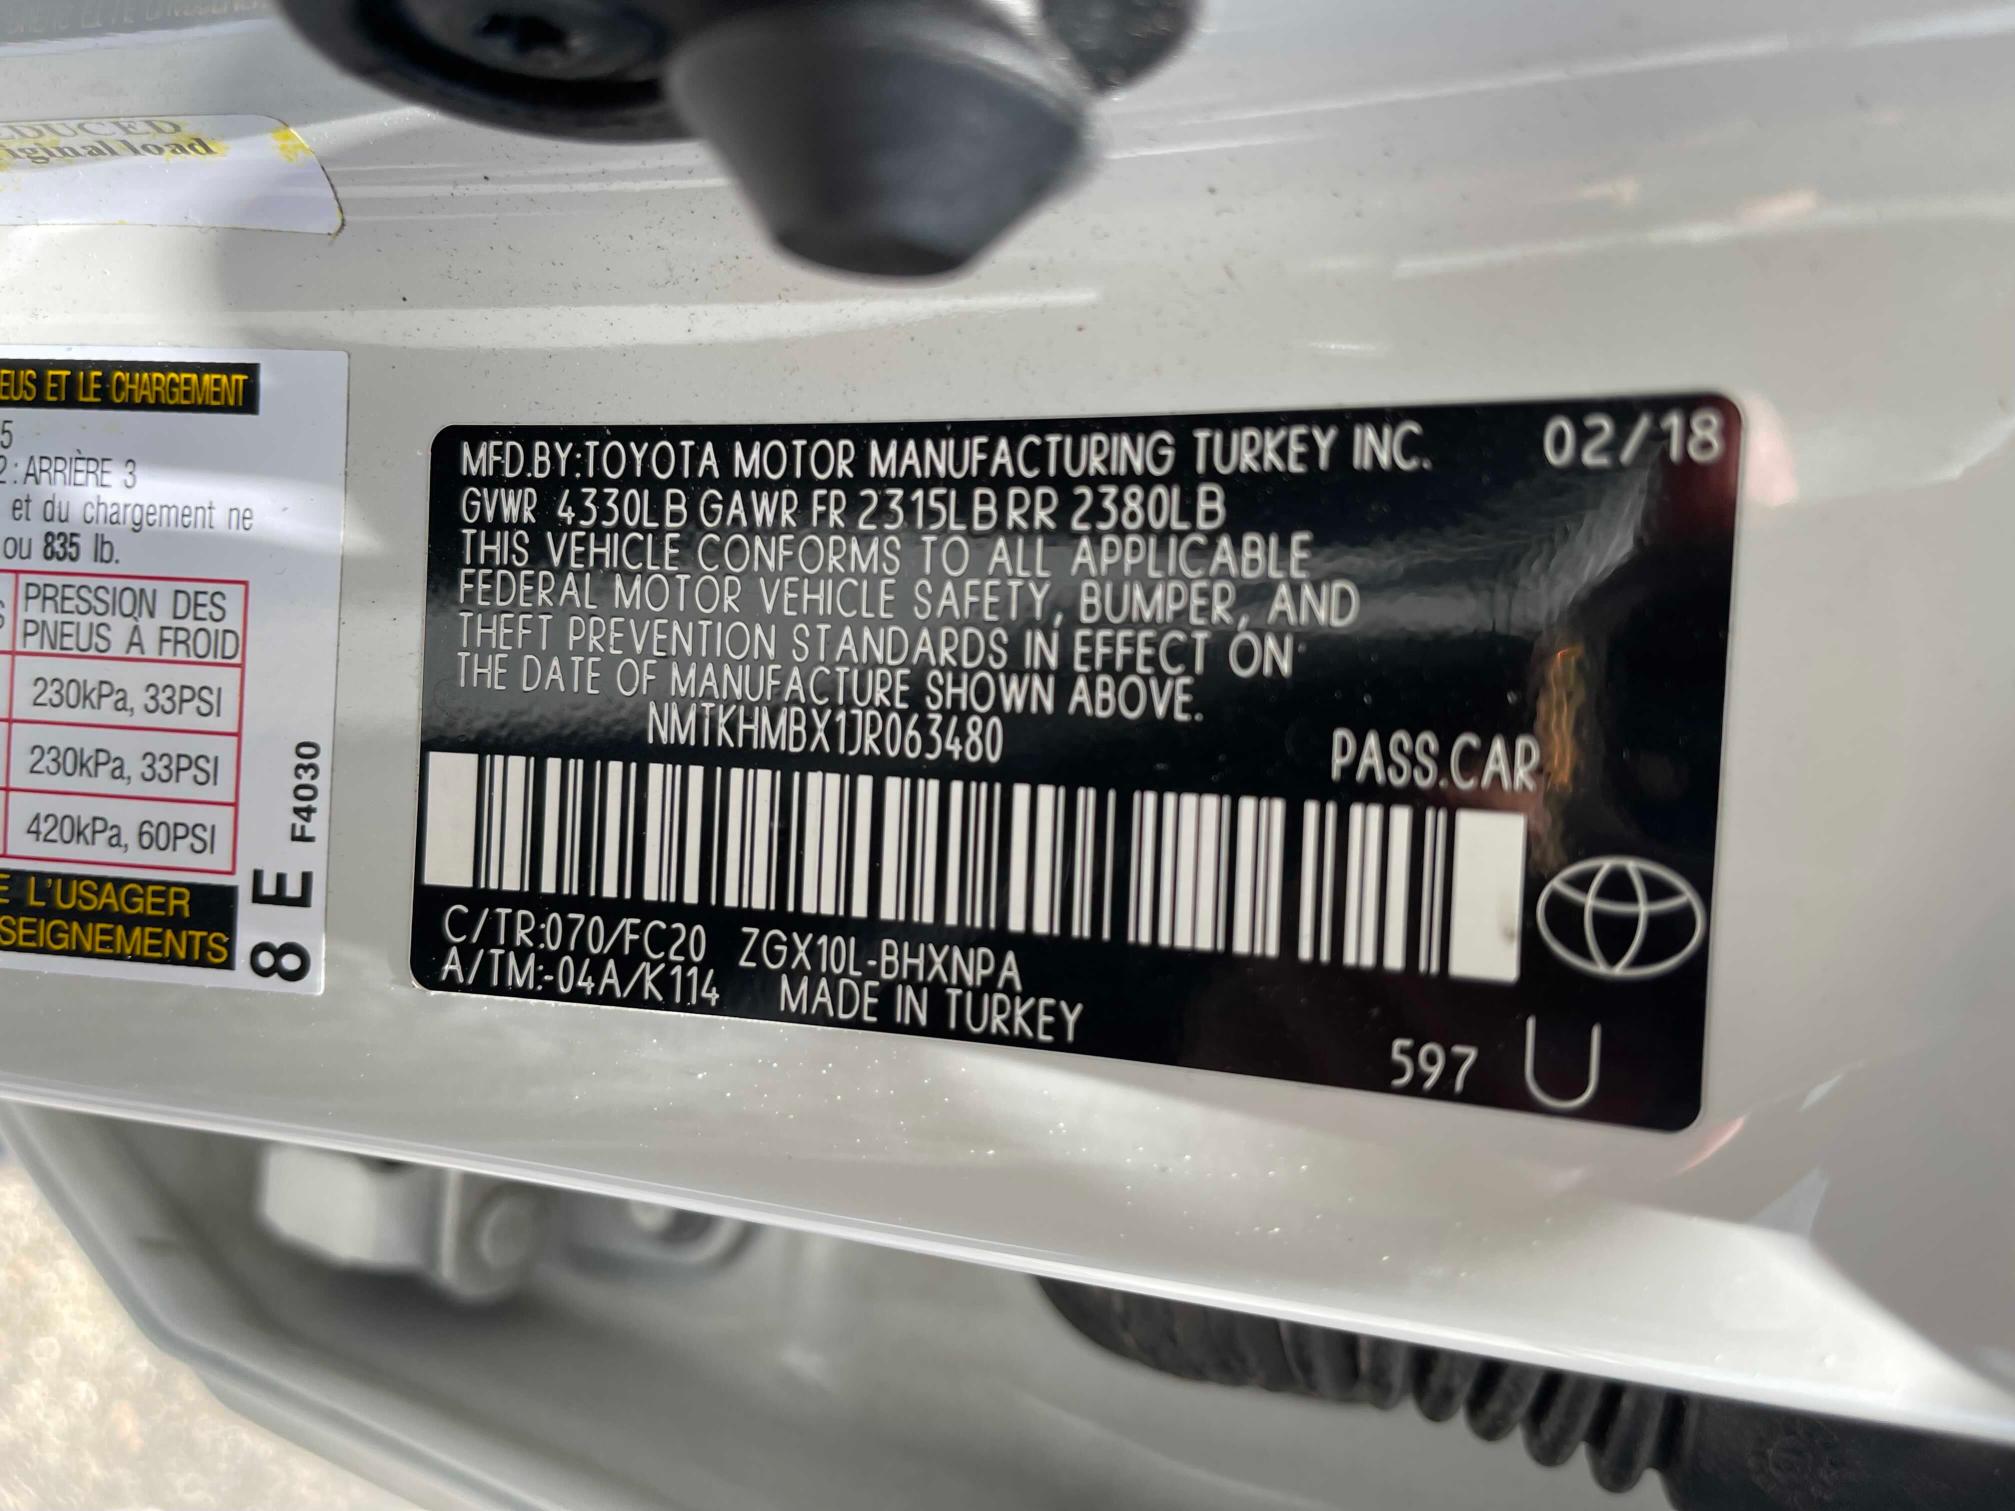 EDUCED
iginal load
EUS ET LE CHARGEMENT
5
2 : ARRIÈRE 3
et du chargement ne
ou 835 lb.
S PRESSION DES
PNEUS À FROID
230kPa, 33PSI
230kPa, 33PSI
420kPa, 60PSI
E L'USAGER
SEIGNEMENTS
8 E F4030
MFD.BY:TOYOTA MOTOR MANUFACTURING TURKEY INC. 02/18
GVWR 4330LB GAWR FR 2315LB RR 2380LB
THIS VEHICLE CONFORMS TO ALL APPLICABLE
FEDERAL MOTOR VEHICLE SAFETY, BUMPER, AND
THEFT PREVENTION STANDARDS IN EFFECT ON
THE DATE OF MANUFACTURE SHOWN ABOVE.
NMTKHMBX1JR063480
PASS.CAR
C/TR:070/FC20 ZGX10L-BHXNPA
A/TM:-04A/K114 MADE IN TURKEY
597 U